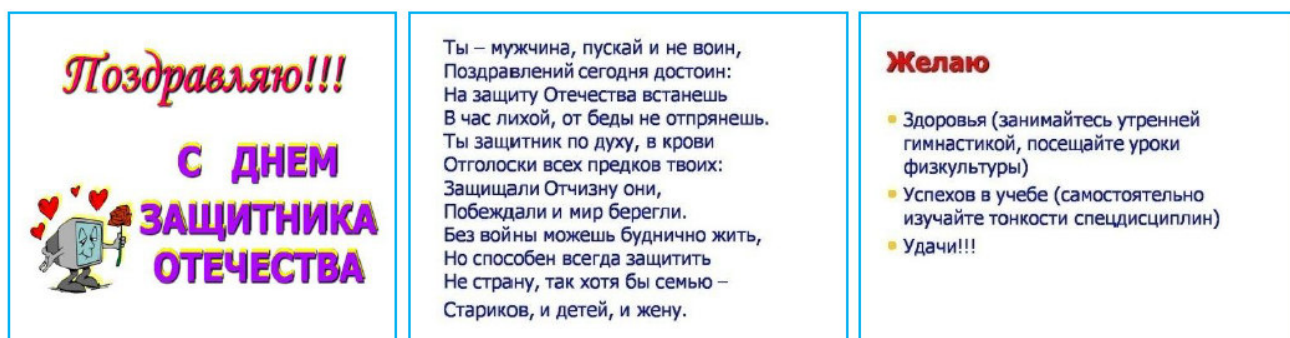 Поздравляю!!!
С ДНЕМ
ЗАЩИТНИКА
ОТЕЧЕСТВА
Ты – мужчина, пускай и не воин,
Поздравлений сегодня достоин:
На защиту Отечества встанешь
В час лихой, от беды не отпрянешь.
Ты защитник по духу, в крови
Отголоски всех предков твоих:
Защищали Отчизну они,
Побеждали и мир берегли.
Без войны можешь буднично жить,
Но способен всегда защитить
Не страну, так хотя бы семью –
Стариков, и детей, и жену.
Желаю
Здоровья (занимайтесь утренней
гимнастикой, посещайте уроки
физкультуры)
Успехов в учебе (самостоятельно
изучайте тонкости спецдисциплин)
Удачи!!!